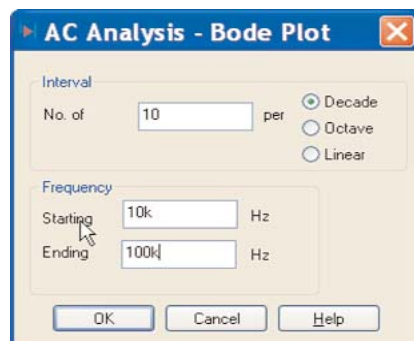 AC Analysis - Bode Plot
Interval
No. of 10 per
Decade
Octave
Linear
Frequency
Starting 10k Hz
Ending 100k Hz
OK Cancel Help